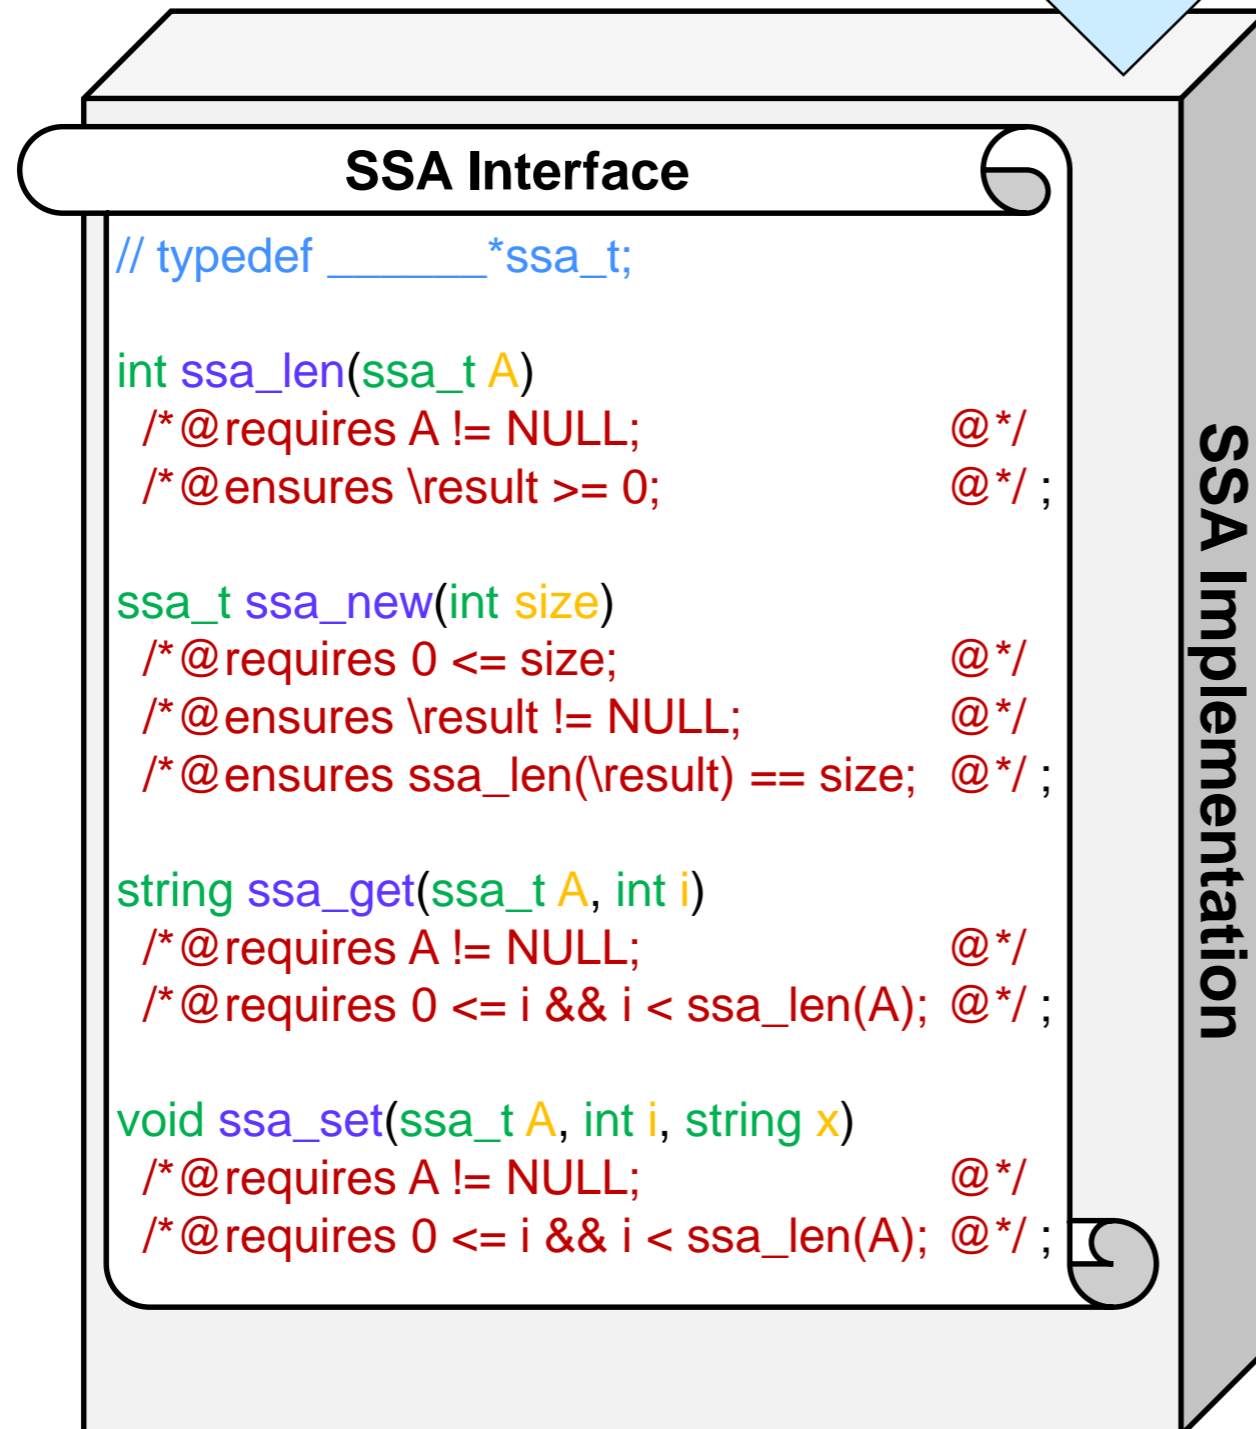 SSA Interface
// typedef ______*ssa_t;
int ssa_len(ssa_t A)
/*@requires A != NULL; @*/
/*@ensures \result >= 0; @*/ ;
ssa_t ssa_new(int size)
/*@requires 0 <= size; @*/
/*@ensures \result != NULL; @*/
/*@ensures ssa_len(\result) == size; @*/ ;
string ssa_get(ssa_t A, int i)
/*@requires A != NULL; @*/
/*@requires 0 <= i && i < ssa_len(A); @*/ ;
void ssa_set(ssa_t A, int i, string x)
/*@requires A != NULL; @*/
/*@requires 0 <= i && i < ssa_len(A); @*/ ;
SSA Implementation